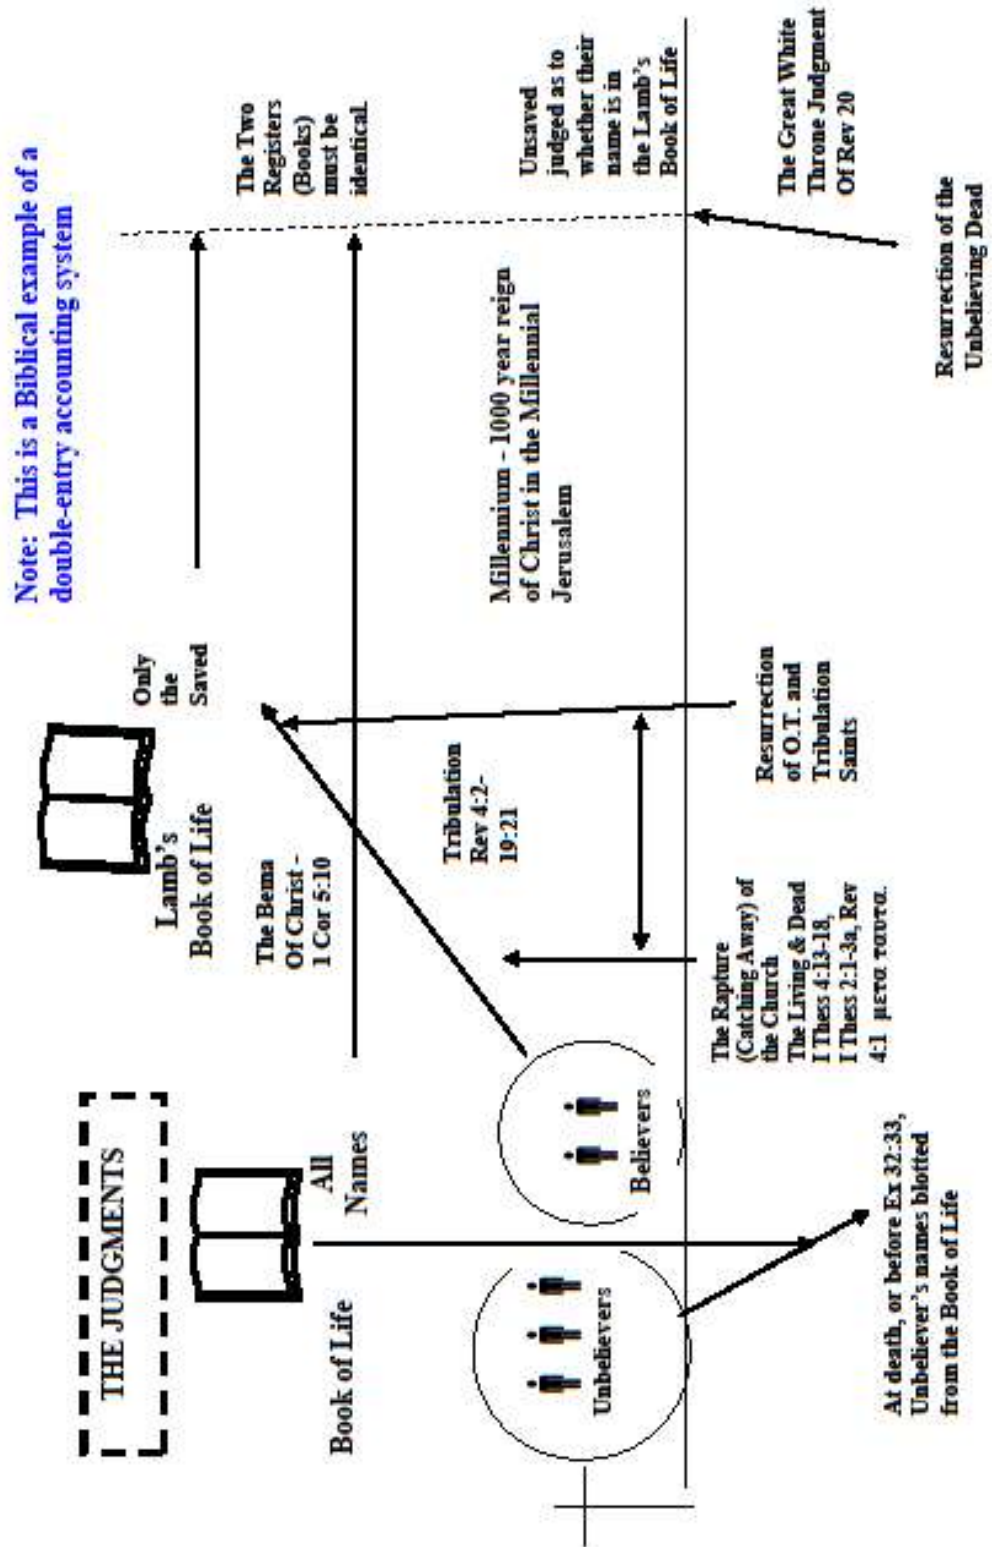 Note: This is a Biblical example of a
double-entry accounting system
THE JUDGMENTS
Book of Life
All
Names
Lamb's
Book of Life
Only
the
Saved
The Two
Registers
(Books)
must be
identical.
The Bema
Of Christ -
1 Cor 5:10
Tribulation
Rev 4:2-
19:21
Millennium - 1000 year reign
of Christ in the Millennial
Jerusalem
Unsaved
judged as to
whether their
name is in
the Lamb's
Book of Life
Unbelievers
Believers
At death, or before Ex 32:33,
Unbeliever's names blotted
from the Book of Life
The Rapture
(Catching Away) of
the Church
The Living & Dead
I Thess 4:13-18,
I Thess 2:1-3a, Rev
4:1 μετα ταυτα.
Resurrection
of O.T. and
Tribulation
Saints
The Great White
Throne Judgment
Of Rev 20
Resurrection of the
Unbelieving Dead